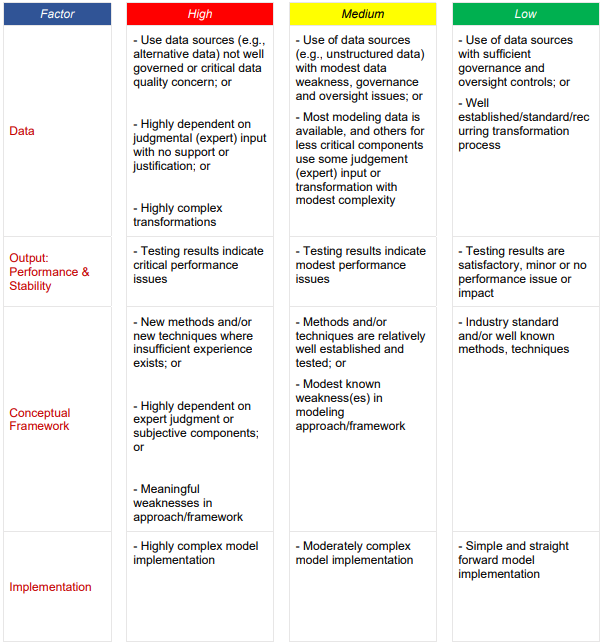 Factor
High
Medium
Low
Data
- Use data sources (e.g.,
alternative data) not well
governed or critical data
quality concern; or
- Highly dependent on
judgmental (expert) input
with no support or
justification; or
- Highly complex
transformations
- Use of data sources
(e.g., unstructured data)
with modest data
weakness, governance
and oversight issues; or
- Most modeling data is
available, and others for
less critical components
use some judgement
(expert) input or
transformation with
modest complexity
- Use of data sources
with sufficient
governance and
oversight controls; or
- Well
established/standard/rec
urring transformation
process
Output:
Performance &
Stability
- Testing results indicate
critical performance
issues
- Testing results indicate
modest performance
issues
- Testing results are
satisfactory, minor or no
performance issue or
impact
Conceptual
Framework
- New methods and/or
new techniques where
insufficient experience
exists; or
- Highly dependent on
expert judgment or
subjective components;
or
- Meaningful
weaknesses in
approach/framework
- Methods and/or
techniques are relatively
well established and
tested; or
- Modest known
weakness(es) in
modeling
approach/framework
- Industry standard
and/or well known
methods, techniques
Implementation
- Highly complex model
implementation
- Moderately complex
model implementation
- Simple and straight
forward model
implementation